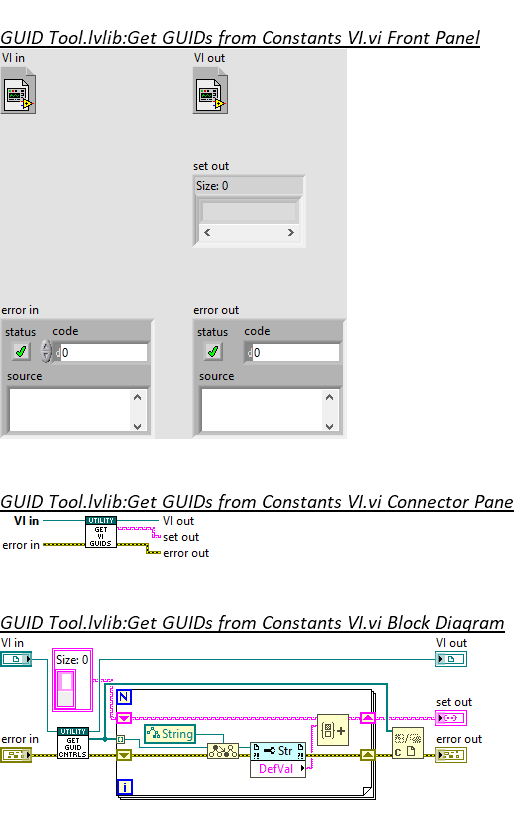 GUID Tool.lvlib:Get GUIDs from Constants VI.vi Front Panel
VI in
VI out
set out
Size: 0
error in
error out
status code
d 0
source
status code
d 0
source
GUID Tool.lvlib:Get GUIDs from Constants VI.vi Connector Pane
VI in
UTILITY
GET
VI
GUIDS
VI out
set out
error in
error out
GUID Tool.lvlib:Get GUIDs from Constants VI.vi Block Diagram
VI in
VI out
Size: 0
N
set out
error in
UTILITY
GET
GUID
CNTRLS
String
Str
DefVal
C
error out
i